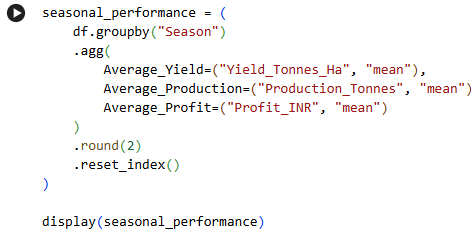 seasonal_performance = (
    df.groupby("Season")
    .agg(
        Average_Yield=("Yield_Tonnes_Ha", "mean"),
        Average_Production=("Production_Tonnes", "mean")
        Average_Profit=("Profit_INR", "mean")
    )
    .round(2)
    .reset_index()
)

display(seasonal_performance)